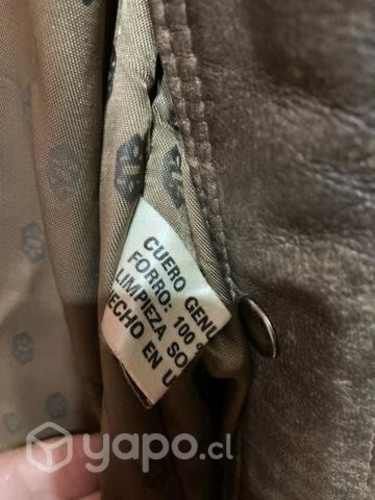 CUERO GENU
FORRO: 100
LIMPIEZA SO
HECHO EN U
yapo.cl